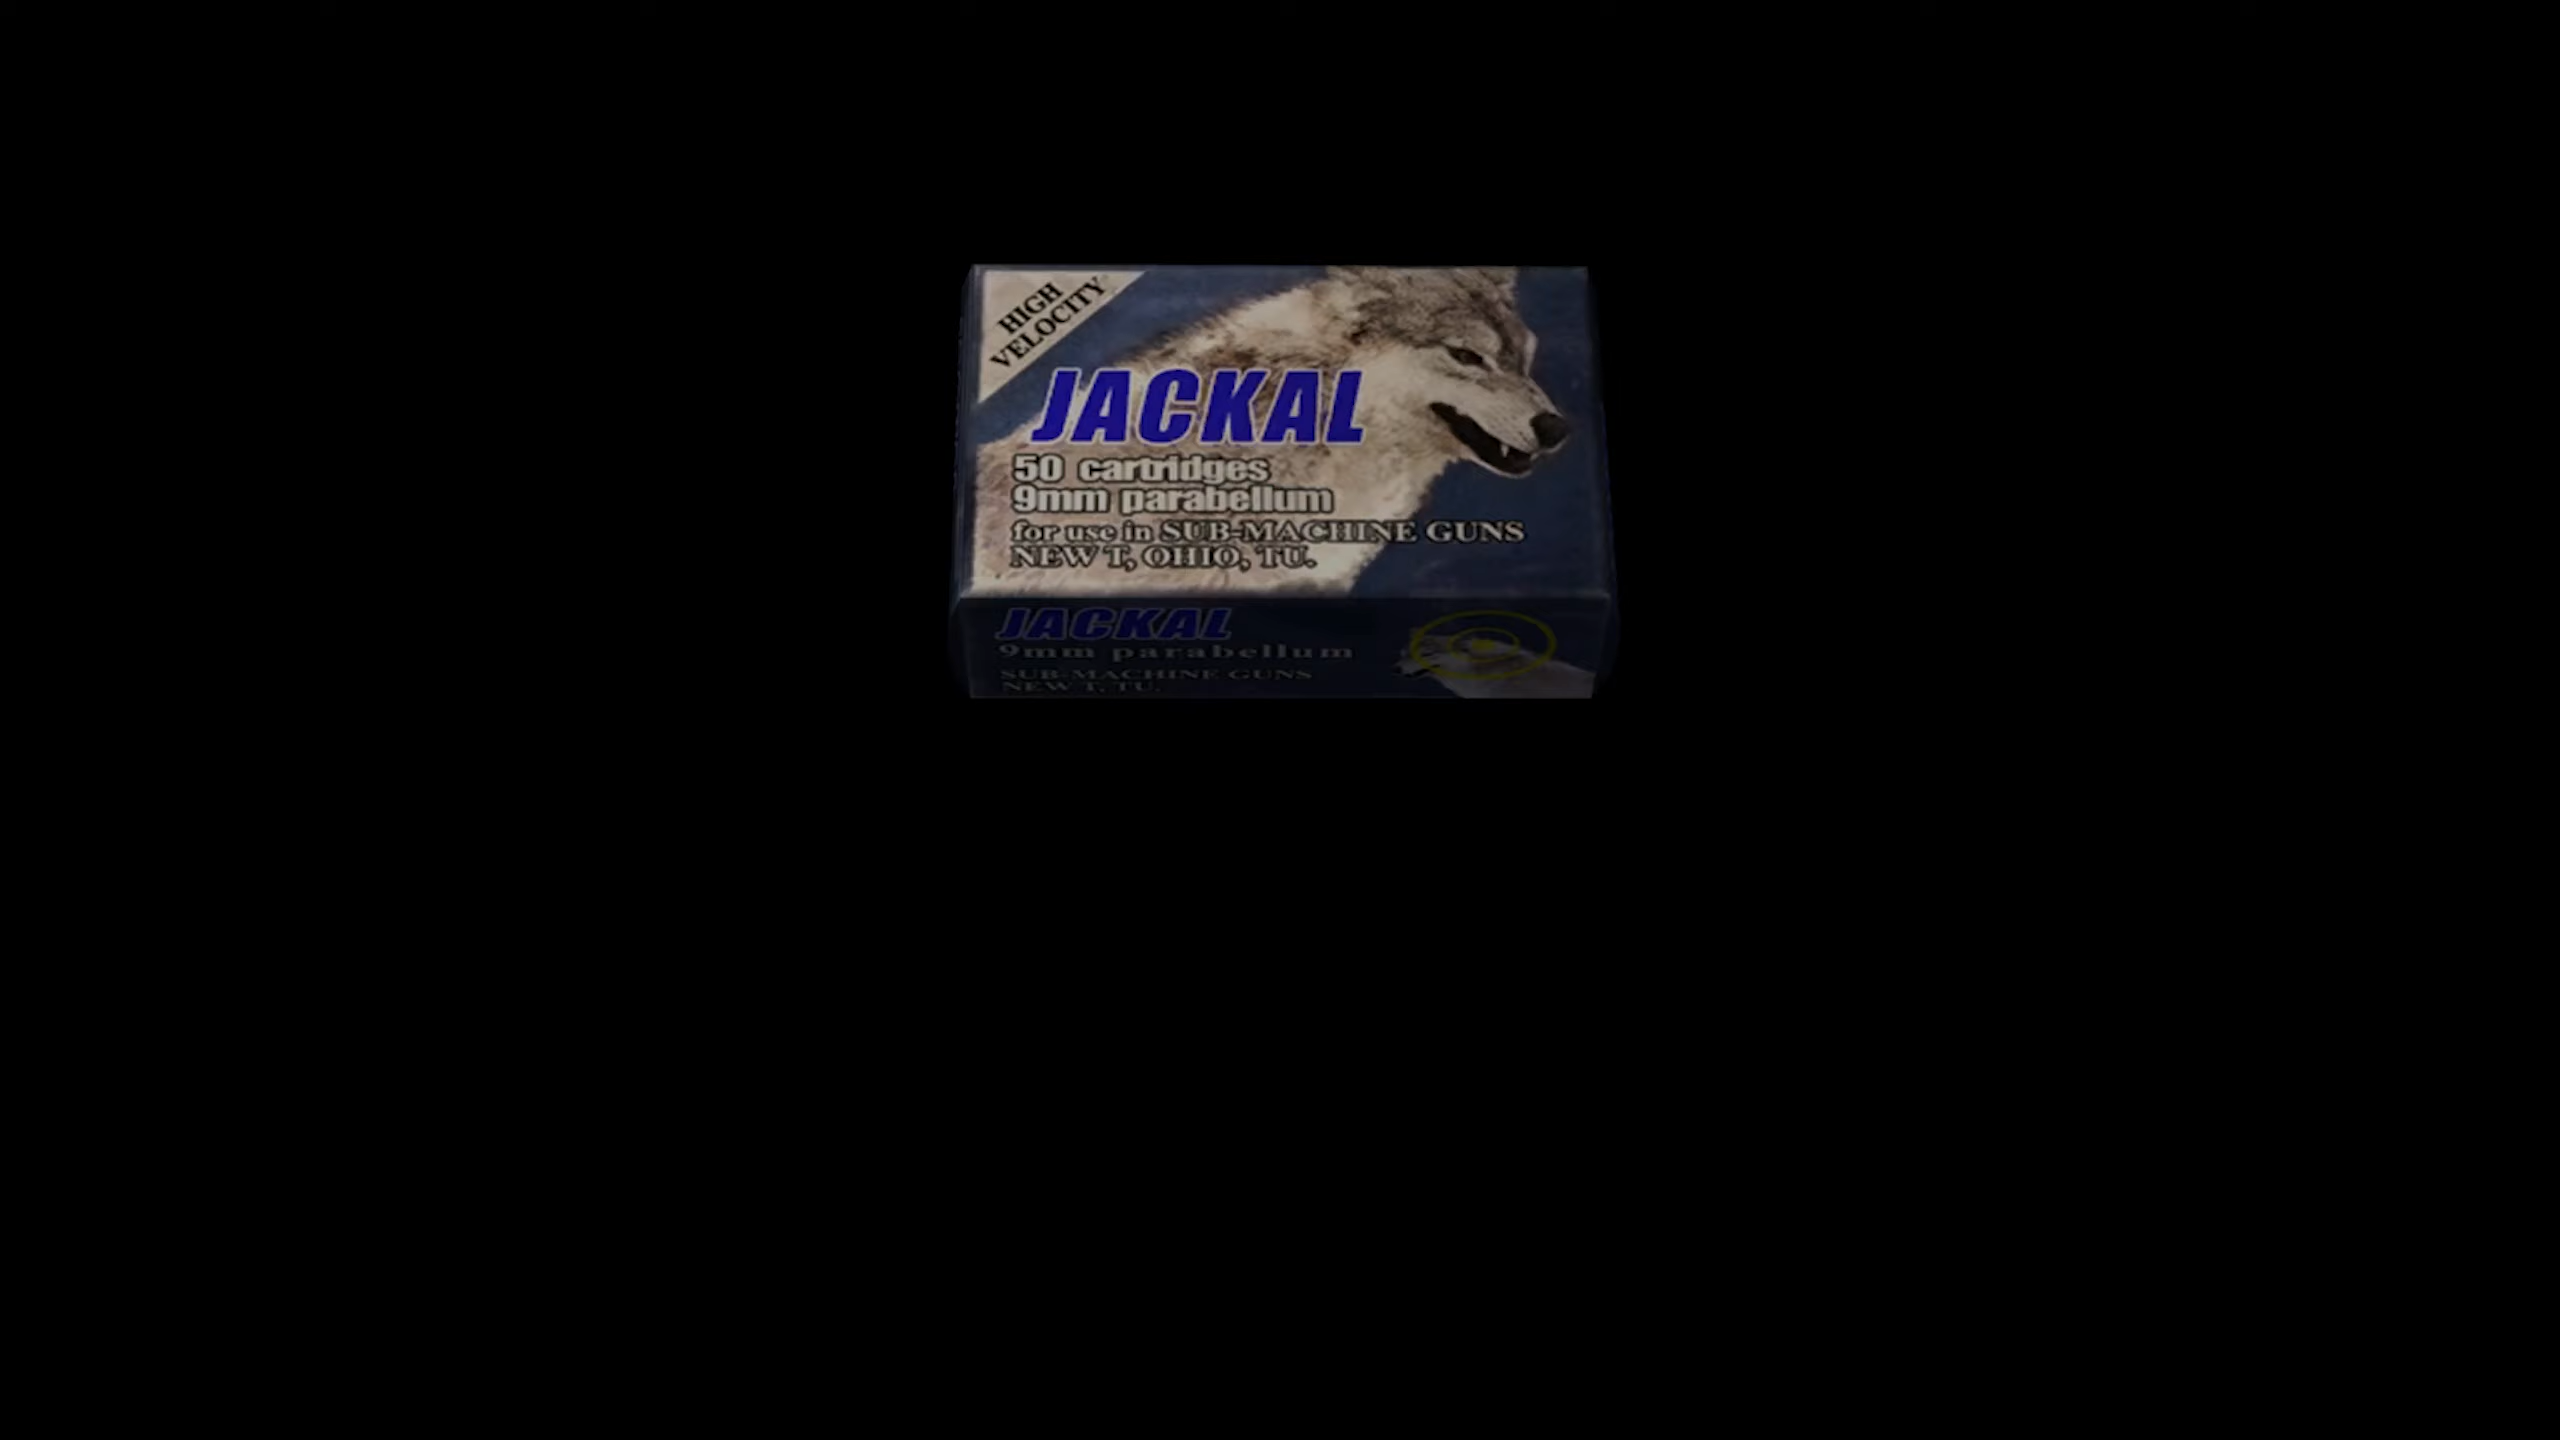 HIGH
VELOCITY
JACKAL
50 cartridges
9mm parabellum
for use in SUB-MACHINE GUNS
NEW T, OHIO, TU.
JACKAL
9mm parabellum
SUB-MACHINE GUNS
NEW T, TU.